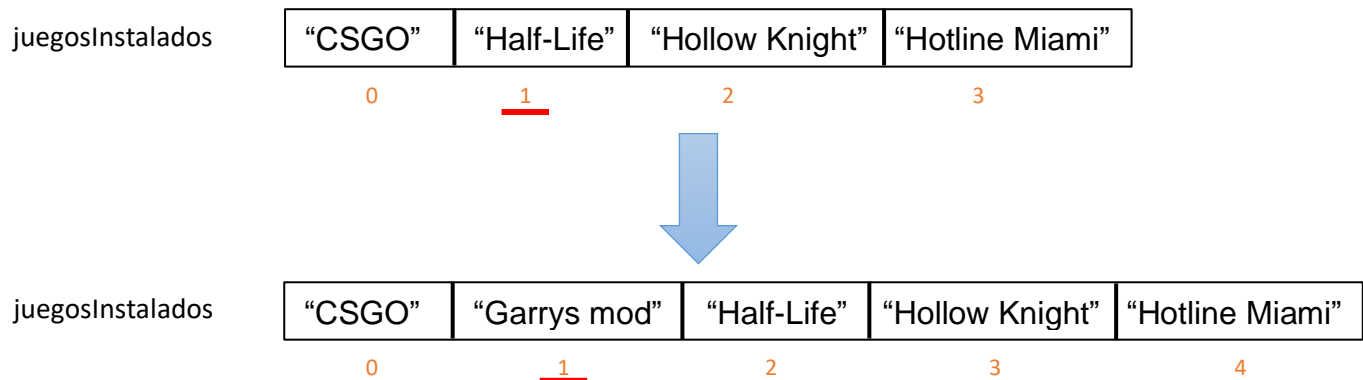 juegosInstalados “CSGO” “Half-Life” “Hollow Knight” “Hotline Miami”
0 1 2 3
juegosInstalados “CSGO” “Garrys mod” “Half-Life” “Hollow Knight” “Hotline Miami”
0 1 2 3 4